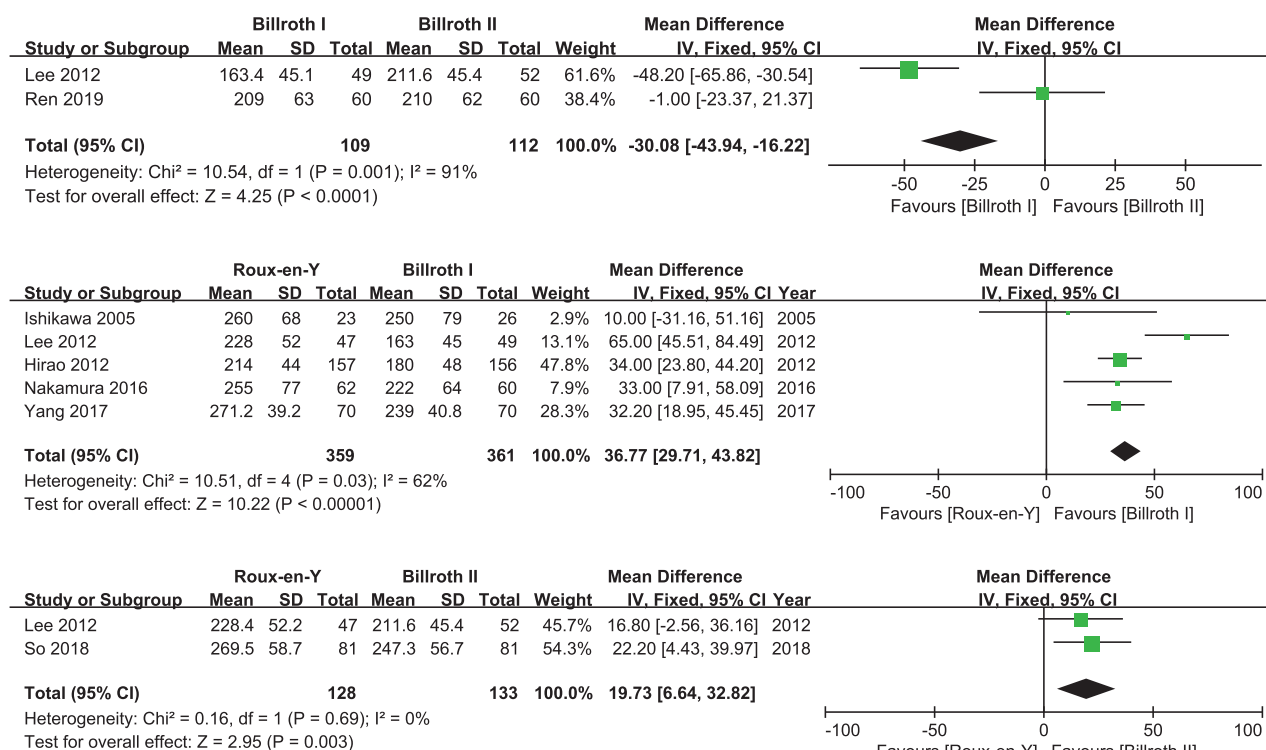 Billroth I Billroth II Mean Difference Mean Difference
Study or Subgroup Mean SD Total Mean SD Total Weight IV, Fixed, 95% CI IV, Fixed, 95% CI
Lee 2012 163.4 45.1 49 211.6 45.4 52 61.6% -48.20 [-65.86, -30.54]
Ren 2019 209 63 60 210 62 60 38.4% -1.00 [-23.37, 21.37]
Total (95% CI) 109 112 100.0% -30.08 [-43.94, -16.22]
Heterogeneity: Chi² = 10.54, df = 1 (P = 0.001); I² = 91%
Test for overall effect: Z = 4.25 (P < 0.0001)
-50 -25 0 25 50
Favours [Billroth I] Favours [Billroth II]
Roux-en-Y Billroth I Mean Difference Mean Difference
Study or Subgroup Mean SD Total Mean SD Total Weight IV, Fixed, 95% CI Year IV, Fixed, 95% CI
Ishikawa 2005 260 68 23 250 79 26 2.9% 10.00 [-31.16, 51.16] 2005
Lee 2012 228 52 47 163 45 49 13.1% 65.00 [45.51, 84.49] 2012
Hirao 2012 214 44 157 180 48 156 47.8% 34.00 [23.80, 44.20] 2012
Nakamura 2016 255 77 62 222 64 60 7.9% 33.00 [7.91, 58.09] 2016
Yang 2017 271.2 39.2 70 239 40.8 70 28.3% 32.20 [18.95, 45.45] 2017
Total (95% CI) 359 361 100.0% 36.77 [29.71, 43.82]
Heterogeneity: Chi² = 10.51, df = 4 (P = 0.03); I² = 62%
Test for overall effect: Z = 10.22 (P < 0.00001)
-100 -50 0 50 100
Favours [Roux-en-Y] Favours [Billroth I]
Roux-en-Y Billroth II Mean Difference Mean Difference
Study or Subgroup Mean SD Total Mean SD Total Weight IV, Fixed, 95% CI Year IV, Fixed, 95% CI
Lee 2012 228.4 52.2 47 211.6 45.4 52 45.7% 16.80 [-2.56, 36.16] 2012
So 2018 269.5 58.7 81 247.3 56.7 81 54.3% 22.20 [4.43, 39.97] 2018
Total (95% CI) 128 133 100.0% 19.73 [6.64, 32.82]
Heterogeneity: Chi² = 0.16, df = 1 (P = 0.69); I² = 0%
Test for overall effect: Z = 2.95 (P = 0.003)
-100 -50 0 50 100
Favours [Roux-en-Y] Favours [Billroth II]